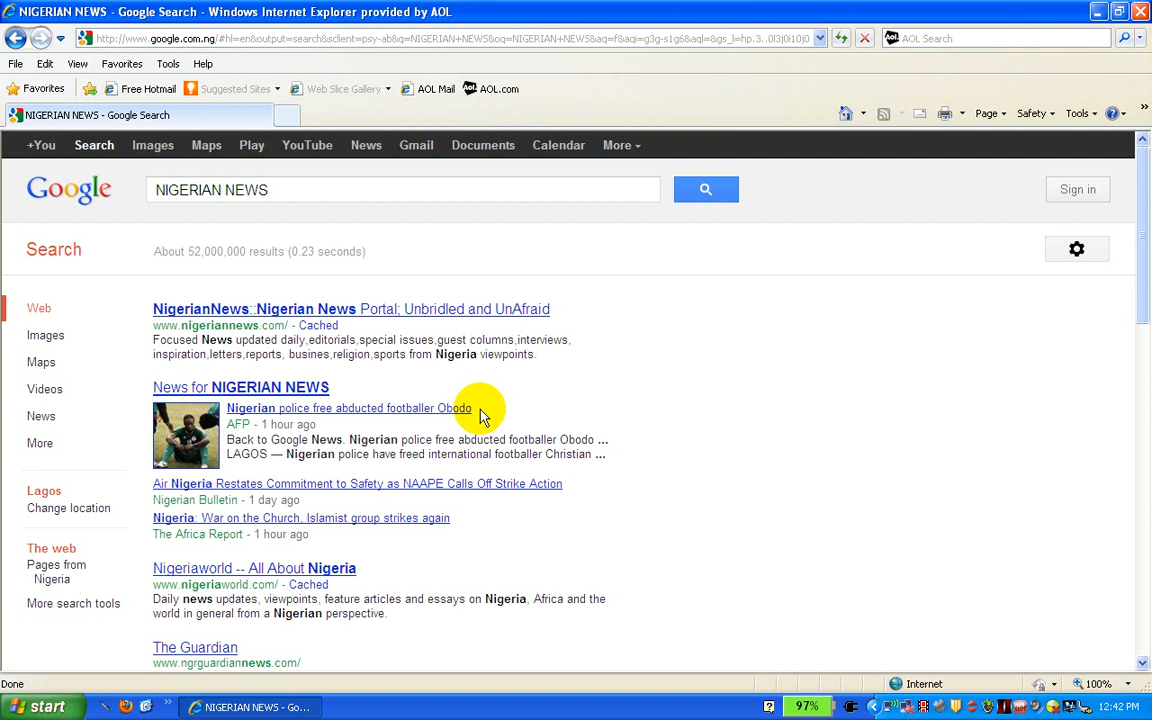 NIGERIAN NEWS - Google Search - Windows Internet Explorer provided by AOL
http://www.google.com.ng/#hl=en&output=search&sclient=psy-ab&q=NIGERIAN+NEWS&oq=NIGERIAN+NEWS&aq=f&aqi=g3g-s1g6&aql=&gs_l=hp.3..0l3j0i10j0 AOL Search
File Edit View Favorites Tools Help
Favorites Free Hotmail Suggested Sites Web Slice Gallery AOL Mail AOL.com
NIGERIAN NEWS - Google Search Page Safety Tools
+You Search Images Maps Play YouTube News Gmail Documents Calendar More
Google NIGERIAN NEWS Sign in
Search About 52,000,000 results (0.23 seconds)
Web
Images
Maps
Videos
News
More
Lagos
Change location
The web
Pages from
Nigeria
More search tools
NigerianNews::Nigerian News Portal; Unbridled and UnAfraid
www.nigeriannews.com/ - Cached
Focused News updated daily,editorials,special issues,guest columns,interviews,
inspiration,letters,reports, busines,religion,sports from Nigeria viewpoints.
News for NIGERIAN NEWS
Nigerian police free abducted footballer Obodo
AFP - 1 hour ago
Back to Google News. Nigerian police free abducted footballer Obodo ...
LAGOS — Nigerian police have freed international footballer Christian ...
Air Nigeria Restates Commitment to Safety as NAAPE Calls Off Strike Action
Nigerian Bulletin - 1 day ago
Nigeria: War on the Church, Islamist group strikes again
The Africa Report - 1 hour ago
Nigeriaworld -- All About Nigeria
www.nigeriaworld.com/ - Cached
Daily news updates, viewpoints, feature articles and essays on Nigeria, Africa and the
world in general from a Nigerian perspective.
The Guardian
www.ngrguardiannews.com/
Done Internet 100%
start NIGERIAN NEWS - Go... 97% 12:42 PM